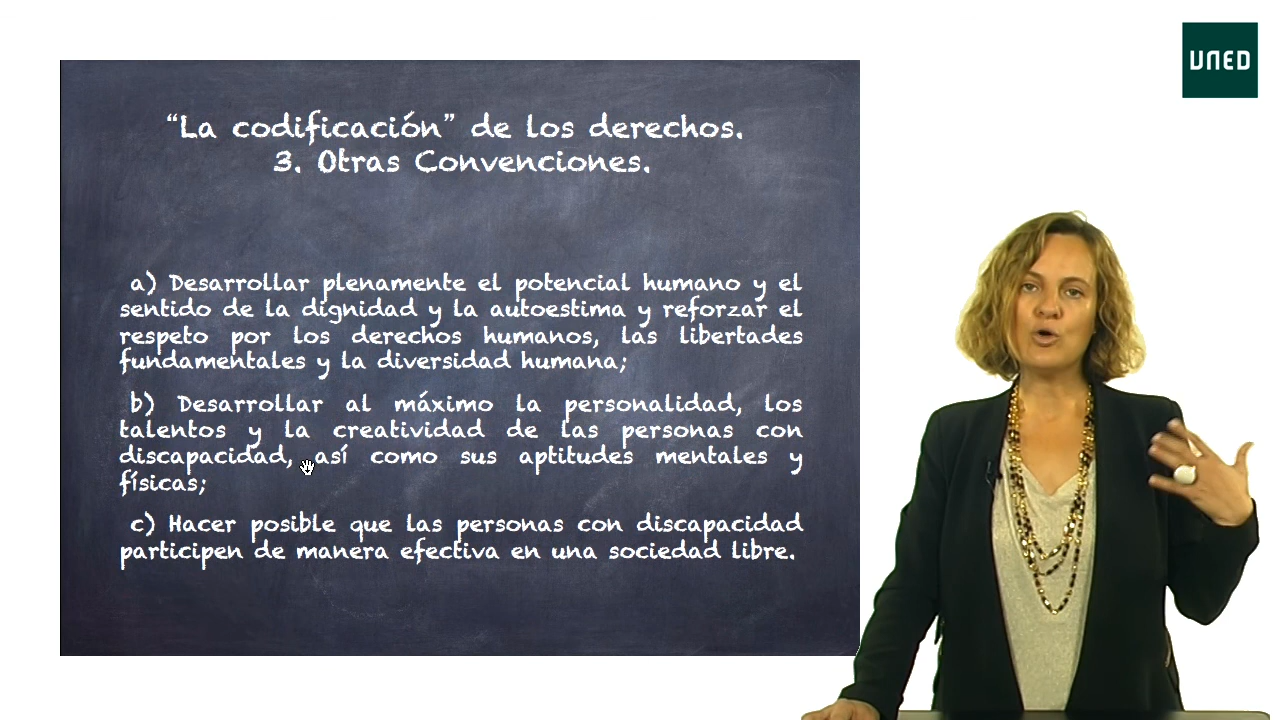 UNED
“La codificación” de los derechos.
3. Otras Convenciones.
a) Desarrollar plenamente el potencial humano y el
sentido de la dignidad y la autoestima y reforzar el
respeto por los derechos humanos, las libertades
fundamentales y la diversidad humana;
b) Desarrollar al máximo la personalidad, los
talentos y la creatividad de las personas con
discapacidad, así como sus aptitudes mentales y
físicas;
c) Hacer posible que las personas con discapacidad
participen de manera efectiva en una sociedad libre.